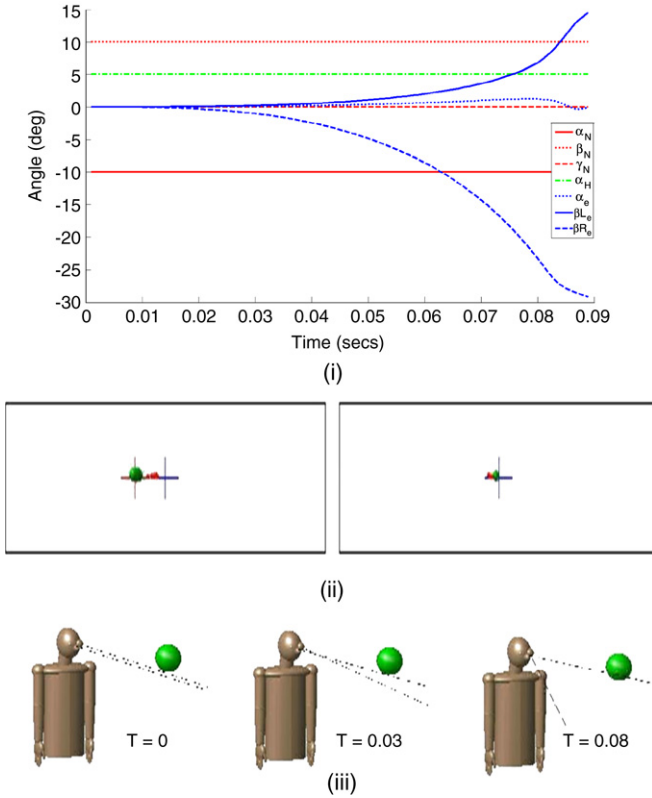 15
10
5
0
-5
-10
-15
-20
-25
-30
Angle (deg)
α_N
β_N
γ_N
α_H
α_e
βL_e
βR_e
0 0.01 0.02 0.03 0.04 0.05 0.06 0.07 0.08 0.09
Time (secs)
(i)
(ii)
T = 0 T = 0.03 T = 0.08
(iii)